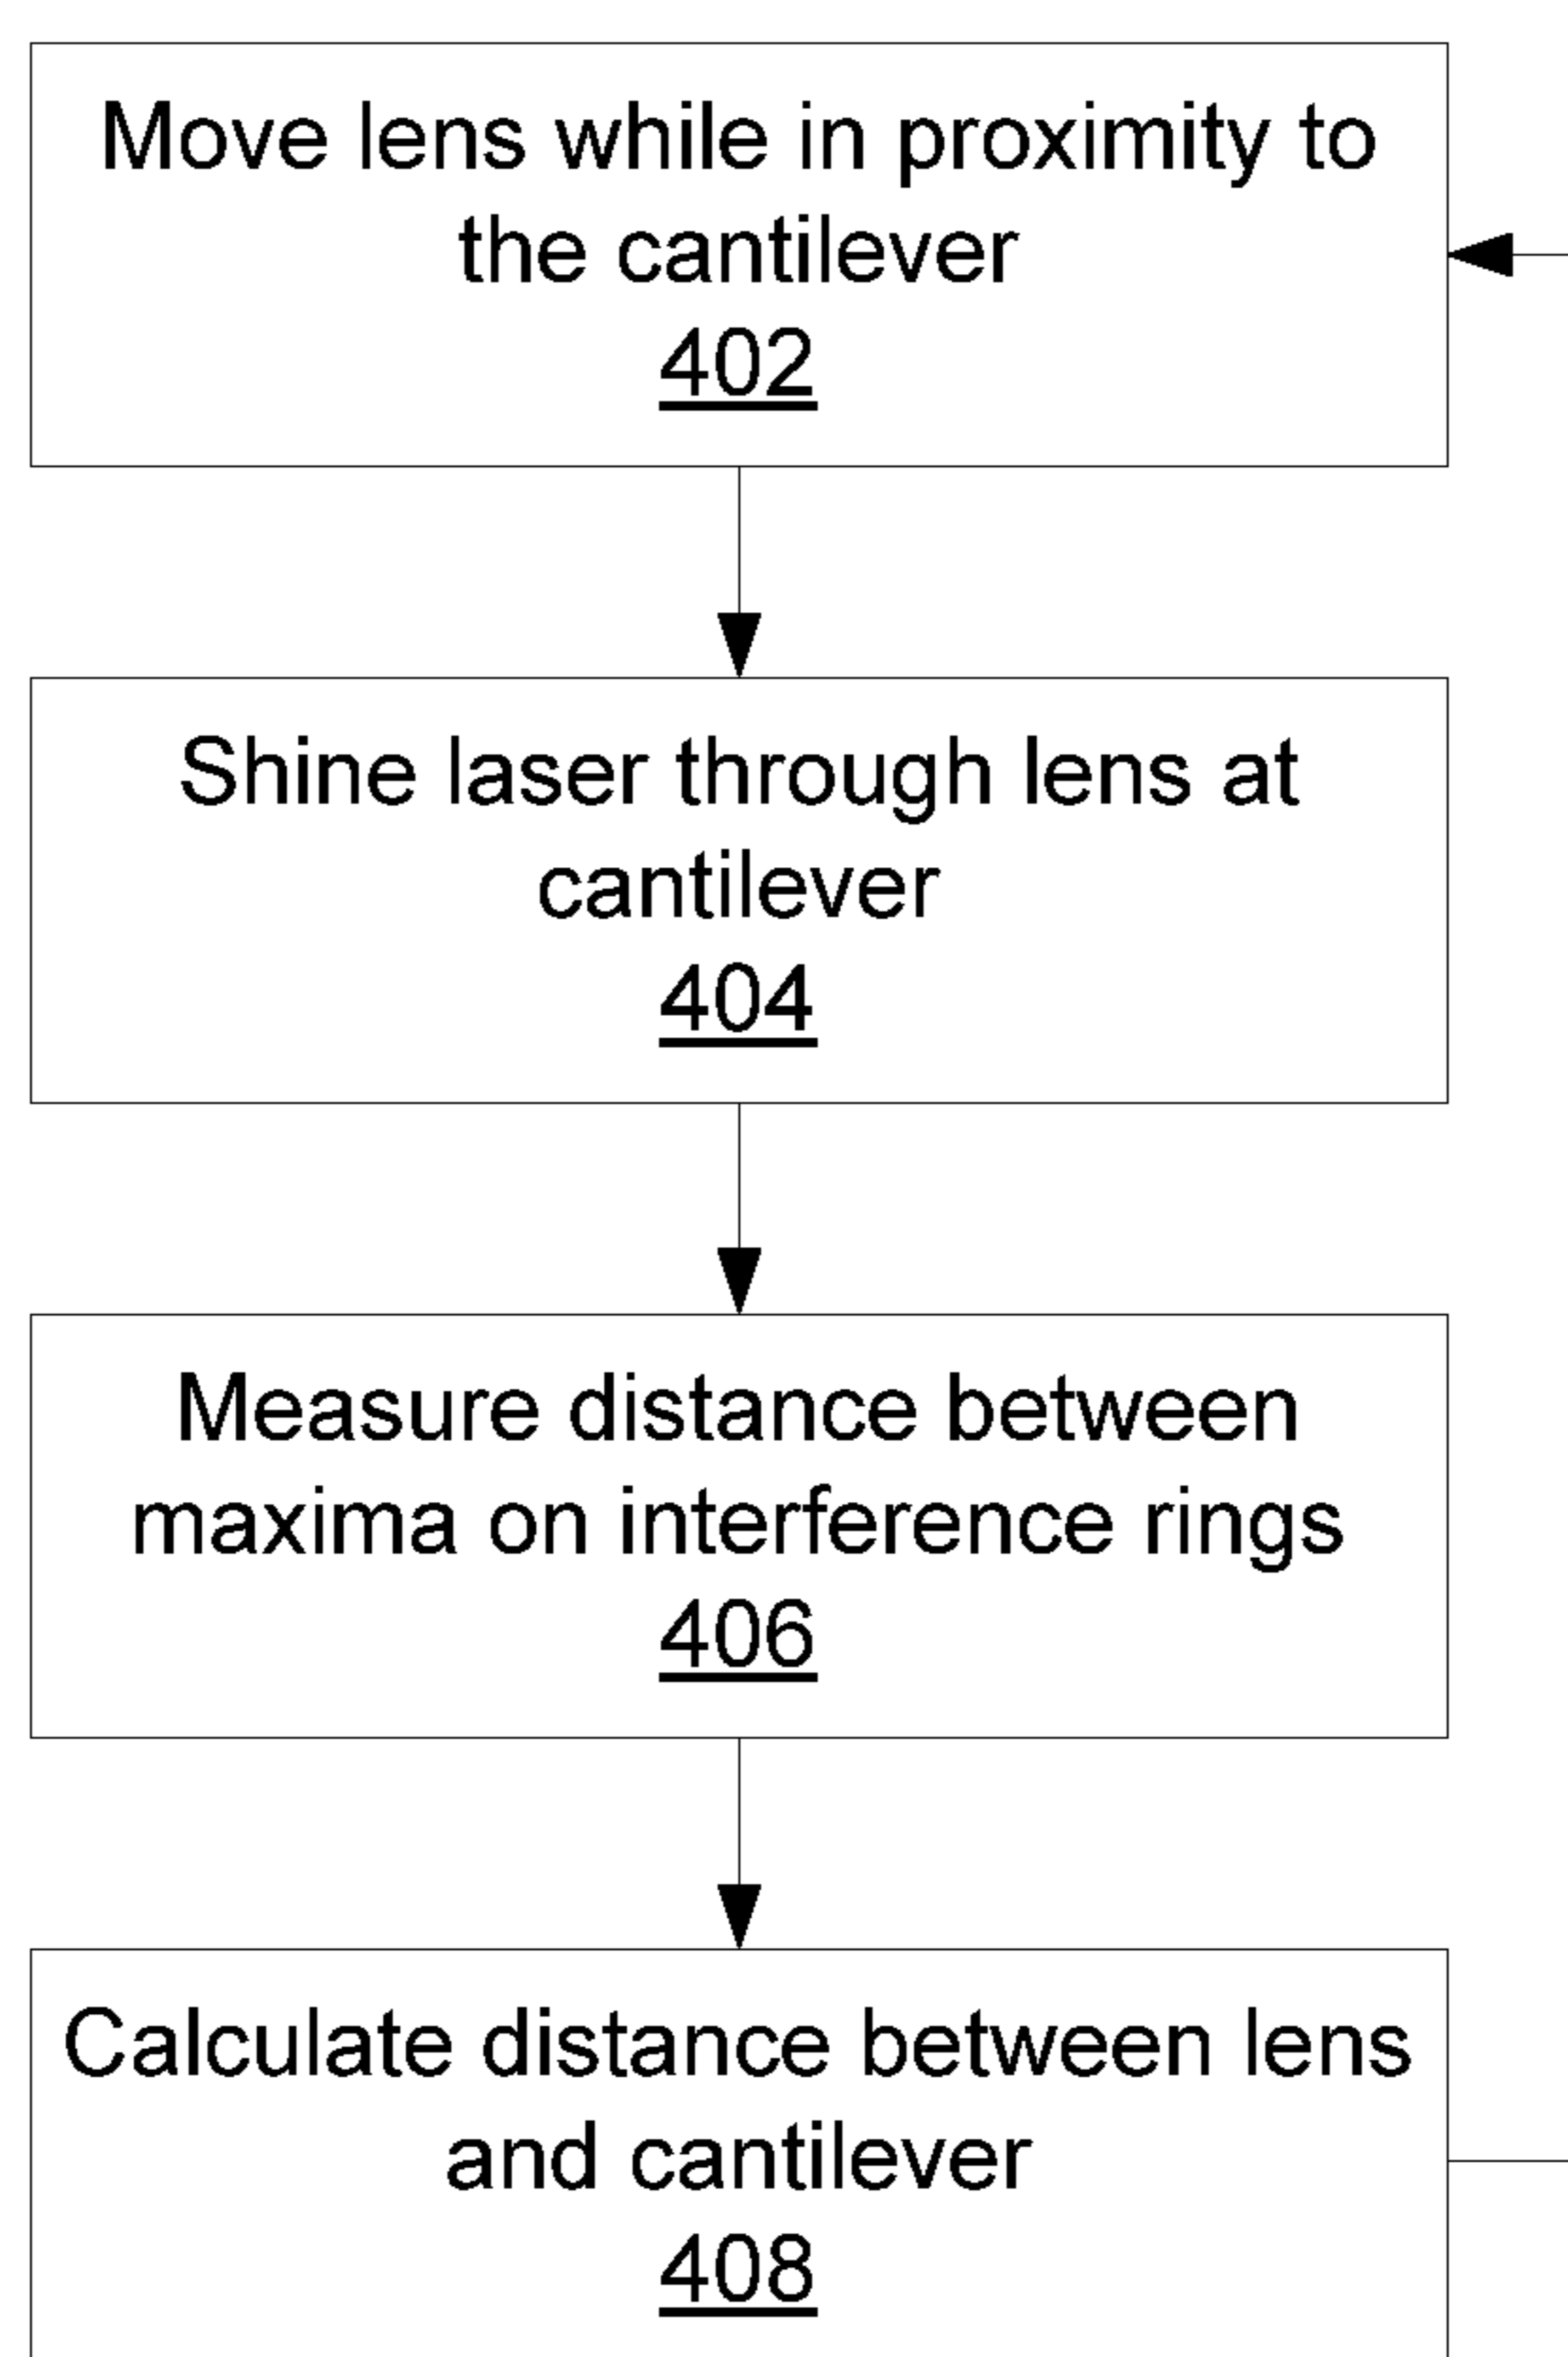 Move lens while in proximity to
the cantilever
402
Shine laser through lens at
cantilever
404
Measure distance between
maxima on interference rings
406
Calculate distance between lens
and cantilever
408